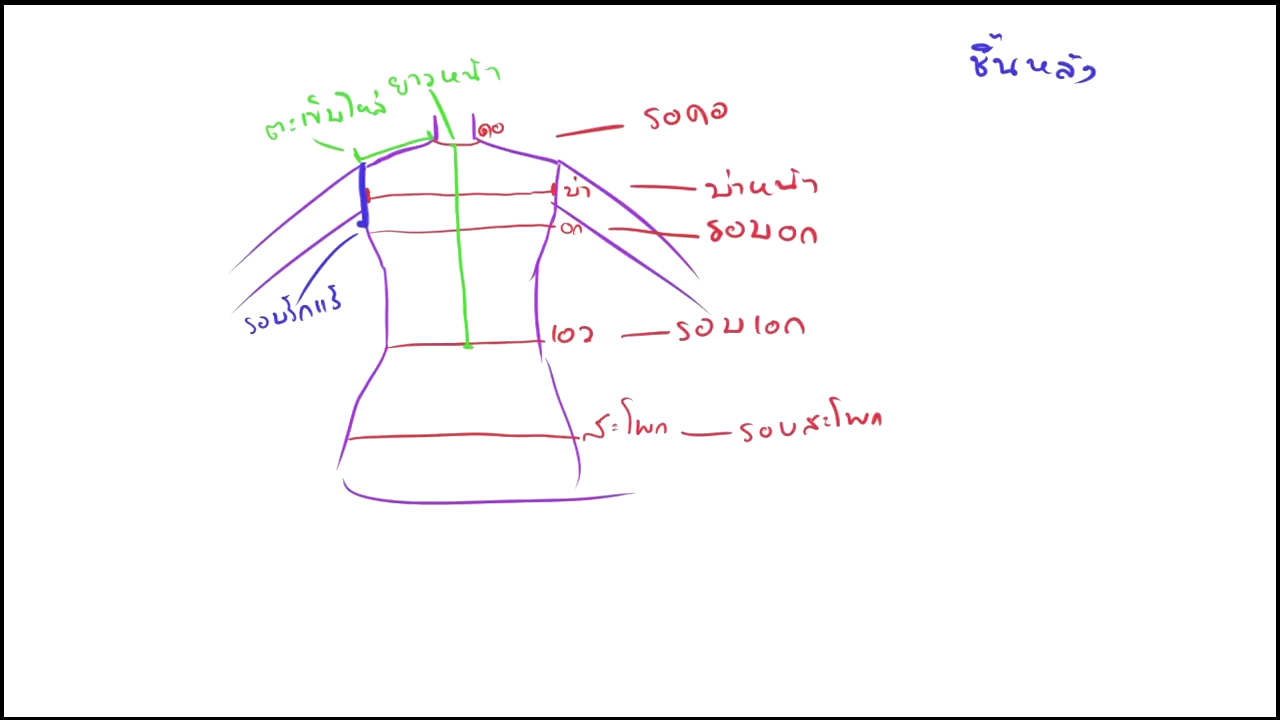 ชิ้นหลัง
ยาวหน้า
ตะเข็บไหล่
คอ
รอคอ
บ่า
บ่าหน้า
อก
รอบอก
รอบรักแร้
เอว
รอบเอก
สะโพก
รอบสะโพก